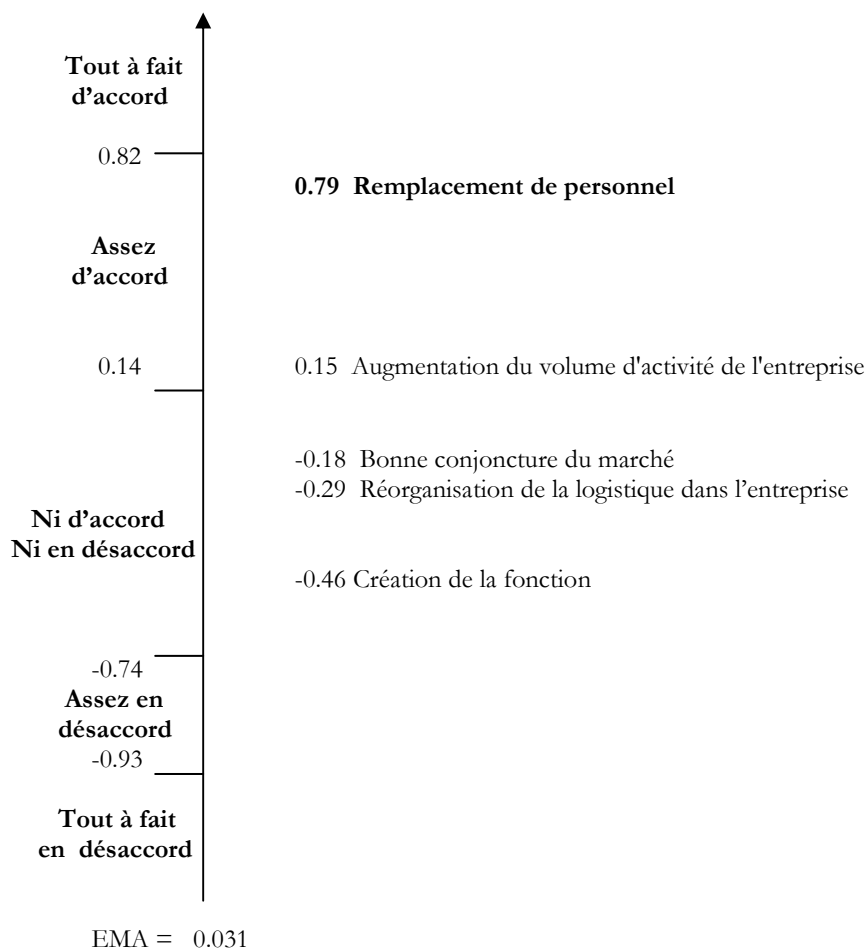 Tout à fait
d’accord
0.82
0.79 Remplacement de personnel
Assez
d’accord
0.14
0.15 Augmentation du volume d'activité de l'entreprise
-0.18 Bonne conjoncture du marché
-0.29 Réorganisation de la logistique dans l’entreprise
Ni d’accord
Ni en désaccord
-0.46 Création de la fonction
-0.74
Assez en
désaccord
-0.93
Tout à fait
en désaccord
EMA = 0.031